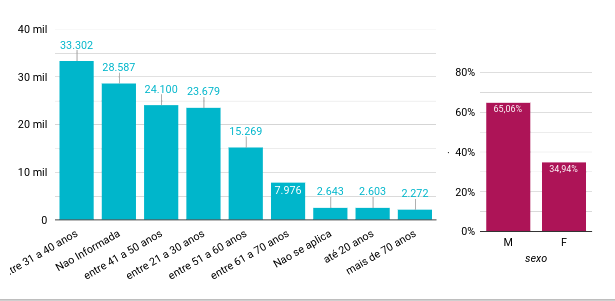 40 mil
30 mil
20 mil
10 mil
0
33.302
28.587
24.100
23.679
15.269
7.976
2.643
2.603
2.272
tre 31 a 40 anos
Nao Informada
entre 41 a 50 anos
entre 21 a 30 anos
entre 51 a 60 anos
entre 61 a 70 anos
Nao se aplica
até 20 anos
mais de 70 anos
80%
60%
40%
20%
0%
65,06%
34,94%
M
F
sexo